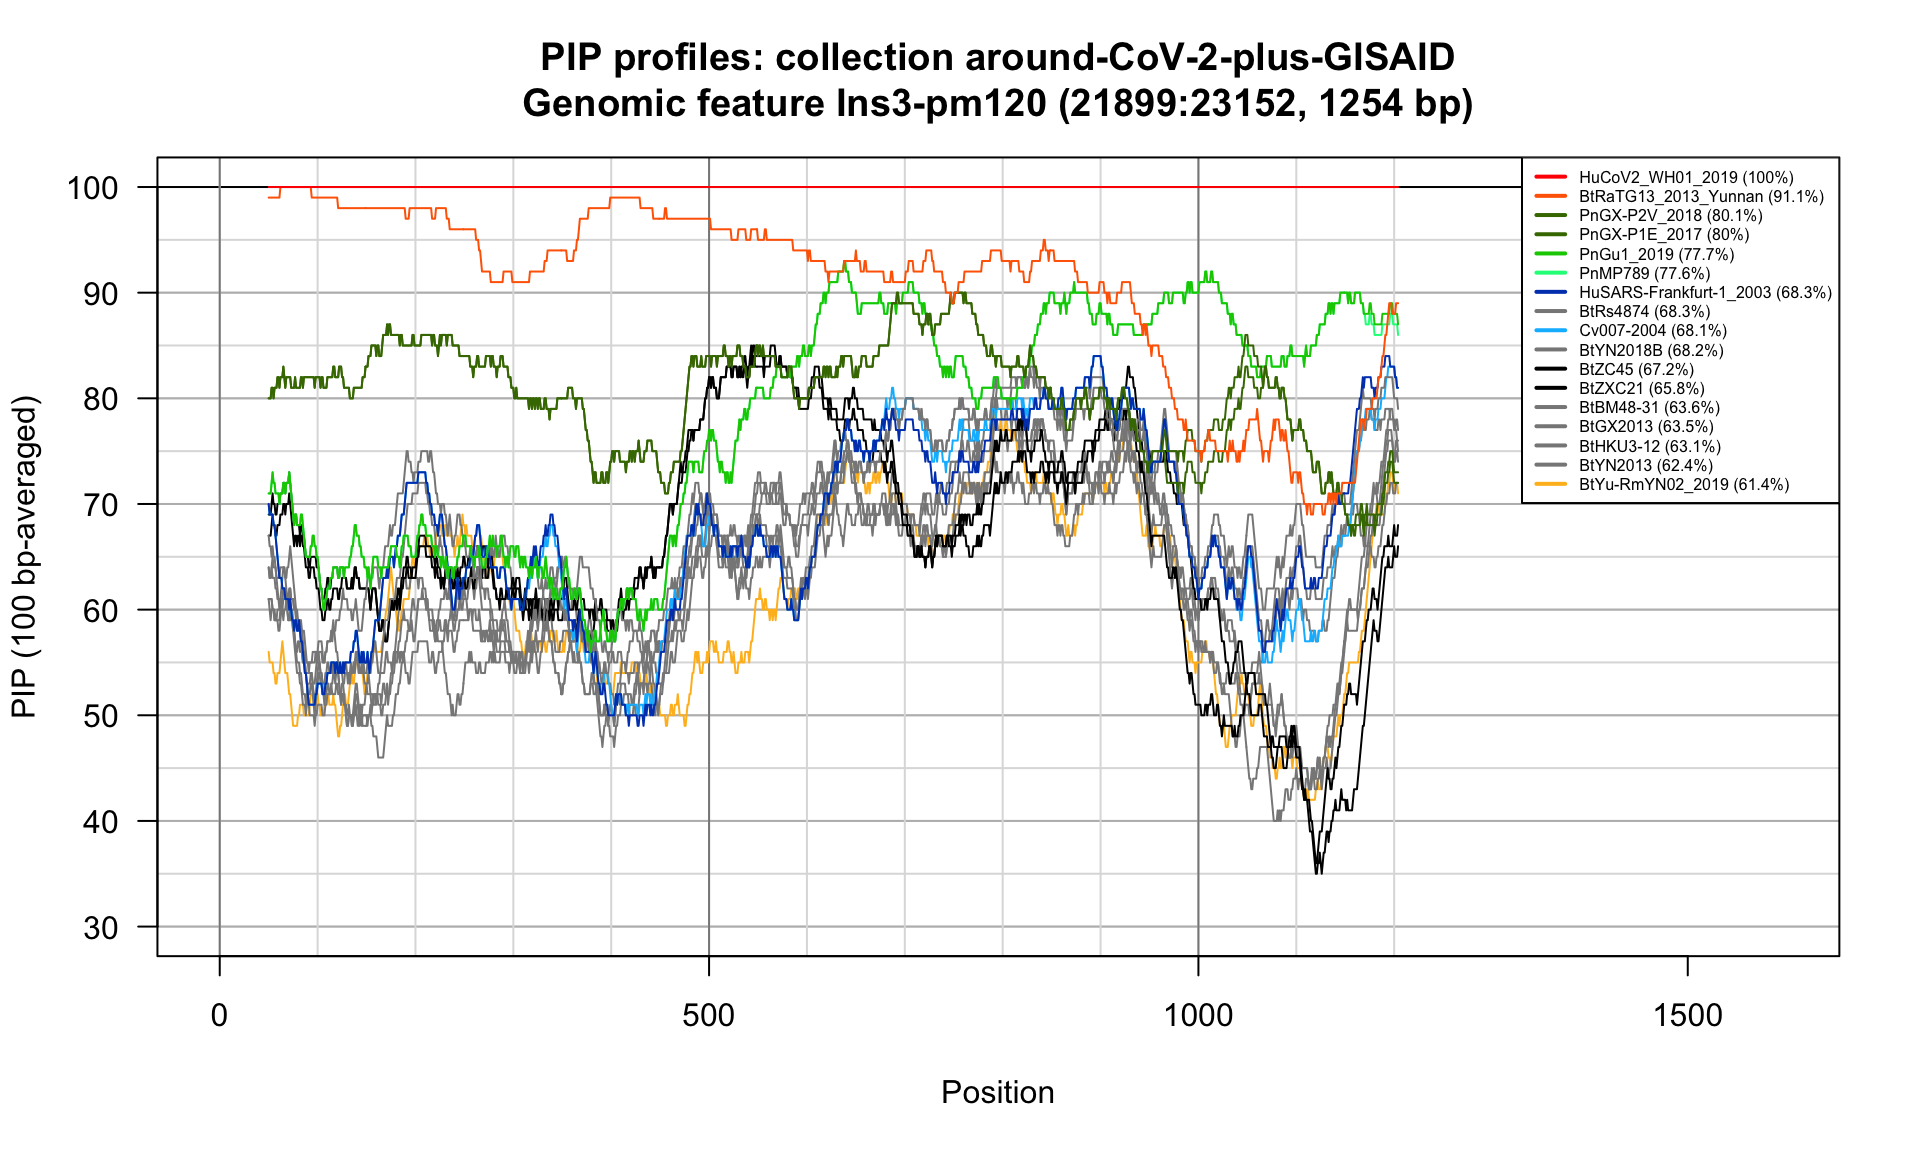 PIP profiles: collection around-CoV-2-plus-GISAID
Genomic feature Ins3-pm120 (21899:23152, 1254 bp)
HuCoV2_WH01_2019 (100%)
BtRaTG13_2013_Yunnan (91.1%)
PnGX-P2V_2018 (80.1%)
PnGX-P1E_2017 (80%)
PnGu1_2019 (77.7%)
PnMP789 (77.6%)
HuSARS-Frankfurt-1_2003 (68.3%)
BtRs4874 (68.3%)
Cv007-2004 (68.1%)
BtYN2018B (68.2%)
BtZC45 (67.2%)
BtZXC21 (65.8%)
BtBM48-31 (63.6%)
BtGX2013 (63.5%)
BtHKU3-12 (63.1%)
BtYN2013 (62.4%)
BtYu-RmYN02_2019 (61.4%)
100
90
80
70
60
50
40
30
PIP (100 bp-averaged)
0 500 1000 1500
Position